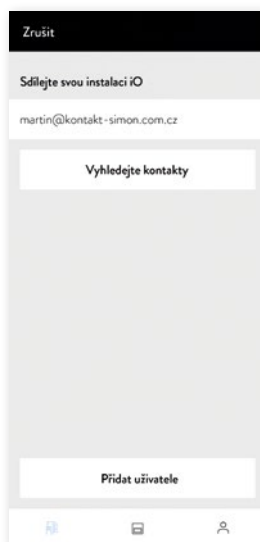 Zrušit
Sdílejte svou instalaci iO
martin@kontakt-simon.com.cz
Vyhledejte kontakty
Přidat uživatele